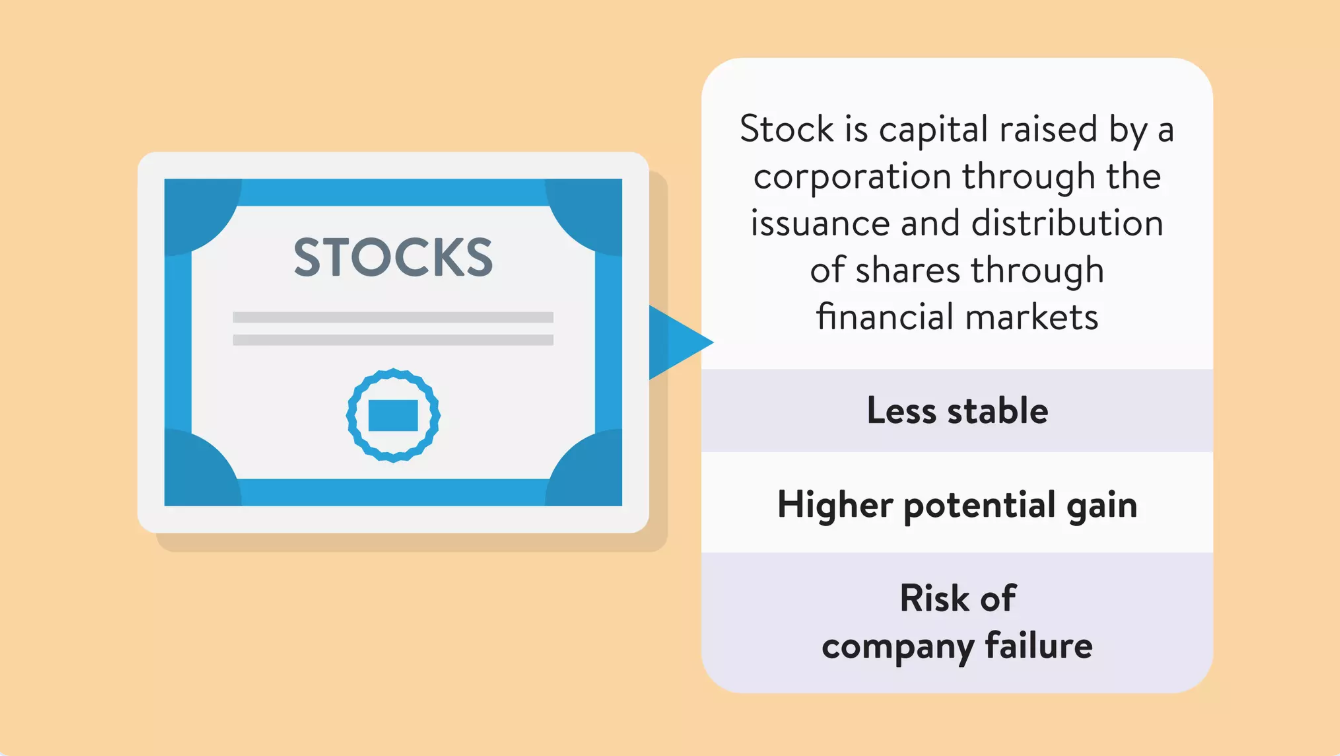 STOCKS
Stock is capital raised by a
corporation through the
issuance and distribution
of shares through
financial markets
Less stable
Higher potential gain
Risk of
company failure